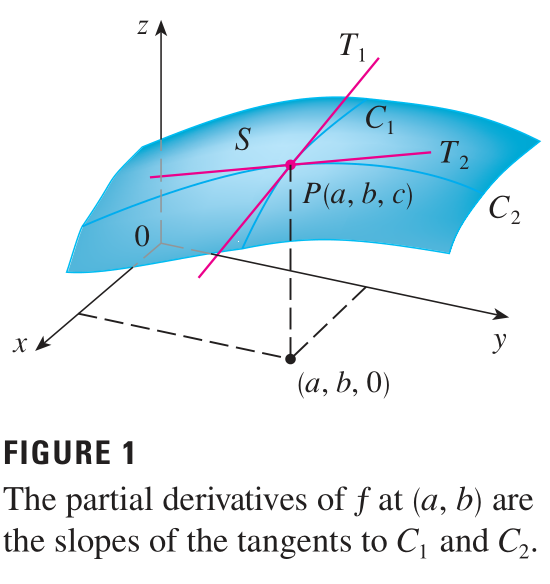 z
T₁
C₁
S
T₂
P(a, b, c)
C₂
0
x
y
(a, b, 0)
FIGURE 1
The partial derivatives of f at (a, b) are
the slopes of the tangents to C₁ and C₂.